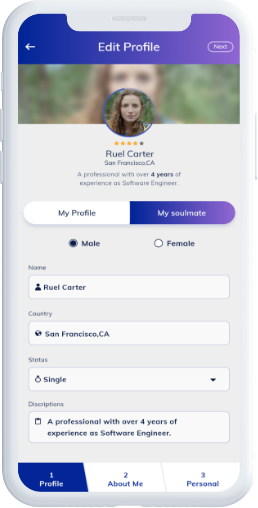 Edit Profile
Next
Ruel Carter
San Francisco,CA
A professional with over 4 years of
experience as Software Engineer.
My Profile
My soulmate
Male
Female
Name
Ruel Carter
Country
San Francisco,CA
Status
Single
Discriptions
A professional with over 4 years of
experience as Software Engineer.
1
Profile
2
About Me
3
Personal